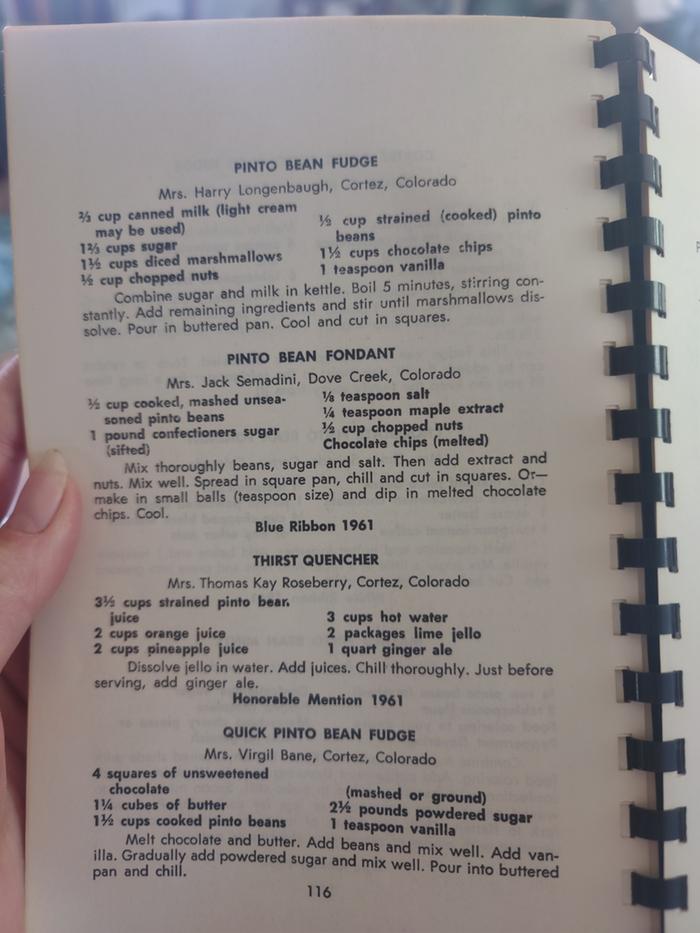 PINTO BEAN FUDGE
Mrs. Harry Longenbaugh, Cortez, Colorado
⅔ cup canned milk (light cream
may be used)
1⅔ cups sugar
1½ cups diced marshmallows
½ cup chopped nuts
½ cup strained (cooked) pinto
beans
1½ cups chocolate chips
1 teaspoon vanilla
Combine sugar and milk in kettle. Boil 5 minutes, stirring con-
stantly. Add remaining ingredients and stir until marshmallows dis-
solve. Pour in buttered pan. Cool and cut in squares.
PINTO BEAN FONDANT
Mrs. Jack Semadini, Dove Creek, Colorado
½ cup cooked, mashed unsea-
soned pinto beans
1 pound confectioners sugar
(sifted)
⅛ teaspoon salt
¼ teaspoon maple extract
½ cup chopped nuts
Chocolate chips (melted)
Mix thoroughly beans, sugar and salt. Then add extract and
nuts. Mix well. Spread in square pan, chill and cut in squares. Or—
make in small balls (teaspoon size) and dip in melted chocolate
chips. Cool.
Blue Ribbon 1961
THIRST QUENCHER
Mrs. Thomas Kay Roseberry, Cortez, Colorado
3½ cups strained pinto bean
juice
2 cups orange juice
2 cups pineapple juice
3 cups hot water
2 packages lime jello
1 quart ginger ale
Dissolve jello in water. Add juices. Chill thoroughly. Just before
serving, add ginger ale.
Honorable Mention 1961
QUICK PINTO BEAN FUDGE
Mrs. Virgil Bane, Cortez, Colorado
4 squares of unsweetened
chocolate
1¼ cubes of butter
1½ cups cooked pinto beans
(mashed or ground)
2½ pounds powdered sugar
1 teaspoon vanilla
Melt chocolate and butter. Add beans and mix well. Add van-
illa. Gradually add powdered sugar and mix well. Pour into buttered
pan and chill.
116